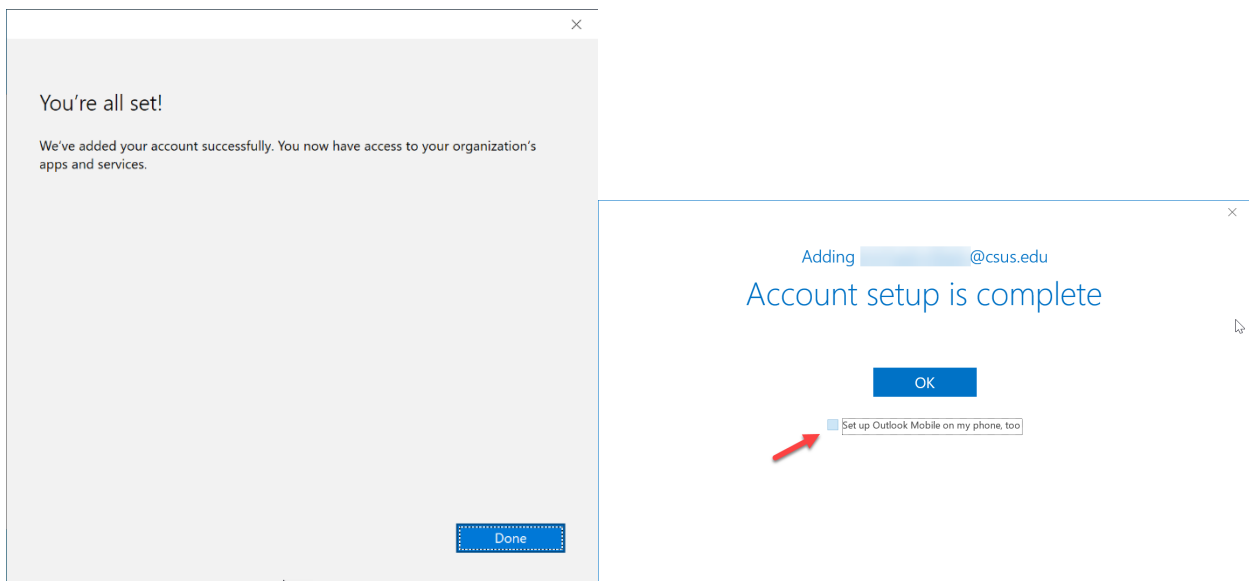 You're all set!
We've added your account successfully. You now have access to your organization's
apps and services.
Done
Adding @csus.edu
Account setup is complete
OK
Set up Outlook Mobile on my phone, too